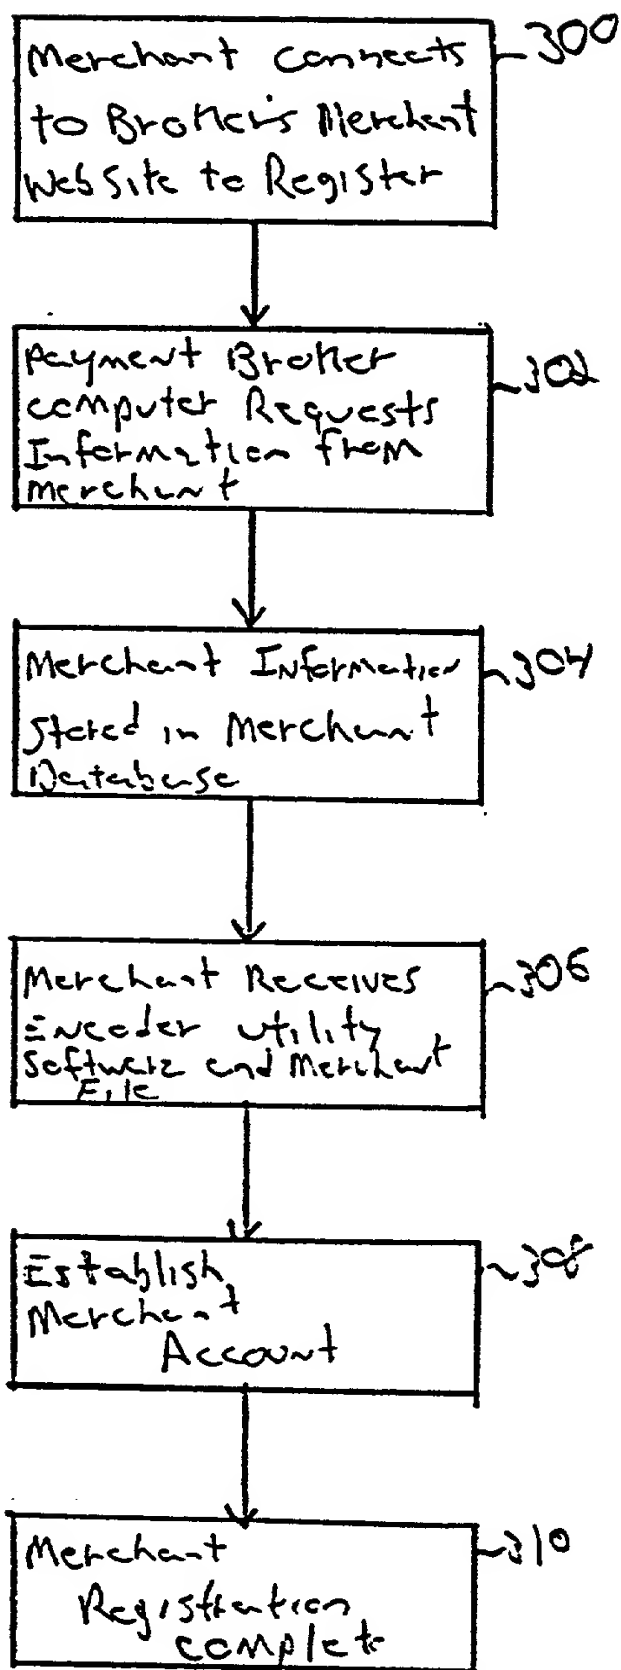 Merchant connects
300
to Broker's Merchant
Website to Register
Payment Broker
302
computer Requests
Information from
merchant
Merchant Information
304
Stored in Merchant
Database
Merchant Receives
306
Encoder utility
Software and Merchant
File
Establish
308
Merchant
Account
Merchant
310
Registration
complete